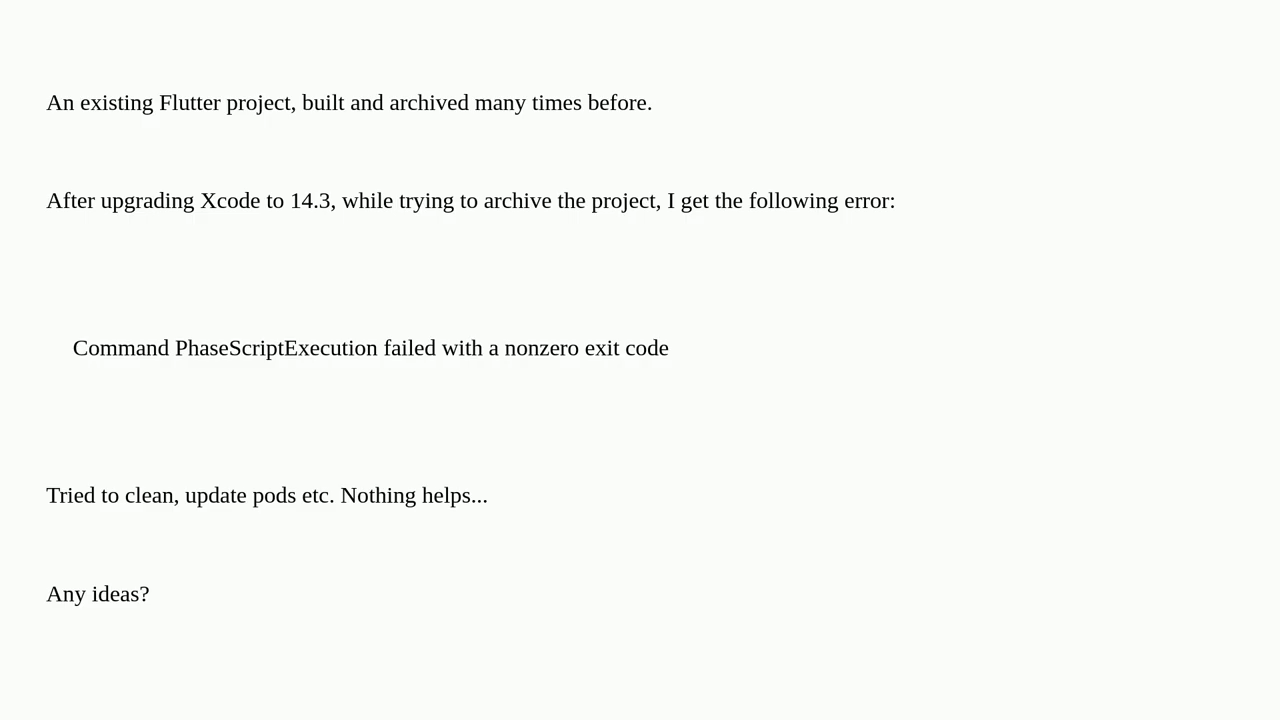 An existing Flutter project, built and archived many times before.
After upgrading Xcode to 14.3, while trying to archive the project, I get the following error:
Command PhaseScriptExecution failed with a nonzero exit code
Tried to clean, update pods etc. Nothing helps...
Any ideas?